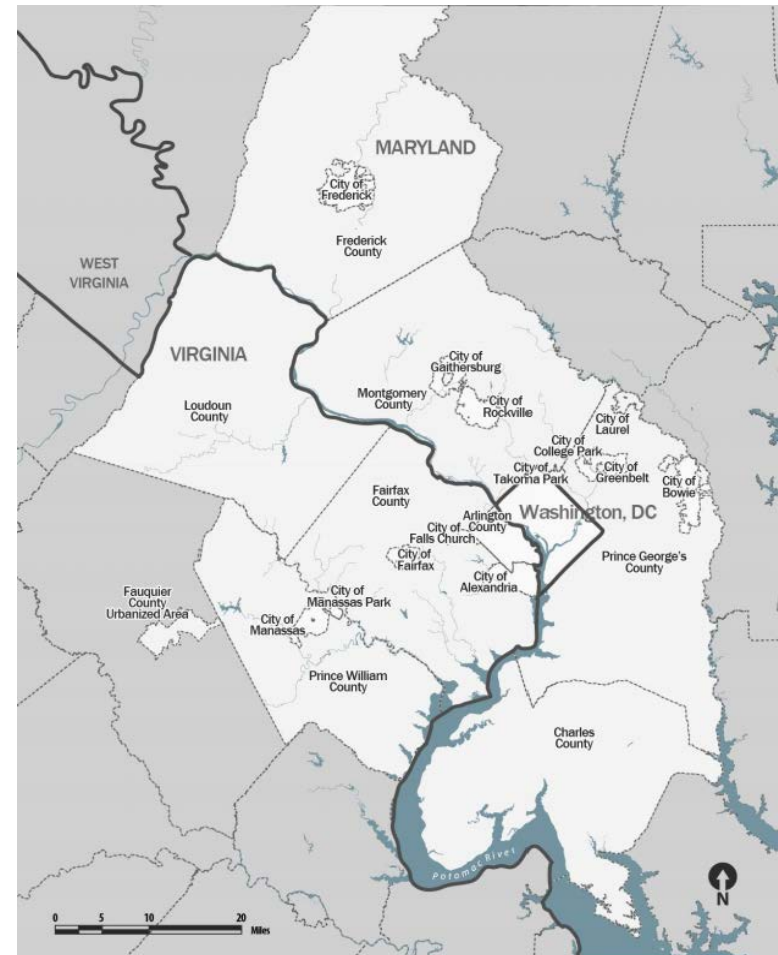 MARYLAND
City of
Frederick
Frederick
County
WEST
VIRGINIA
VIRGINIA
Loudoun
County
City of
Gaithersburg
Montgomery
County
City of
Rockville
City of
Laurel
City of
College Park
City of
Takoma Park
City of
Greenbelt
City of
Bowie
Fairfax
County
Arlington
County
Washington, DC
City of
Falls Church
City of
Fairfax
Prince George's
County
City of
Alexandria
Fauquier
County
Urbanized Area
City of
Manassas Park
City of
Manassas
Prince William
County
Charles
County
Potomac River
0 5 10 20
Miles
N